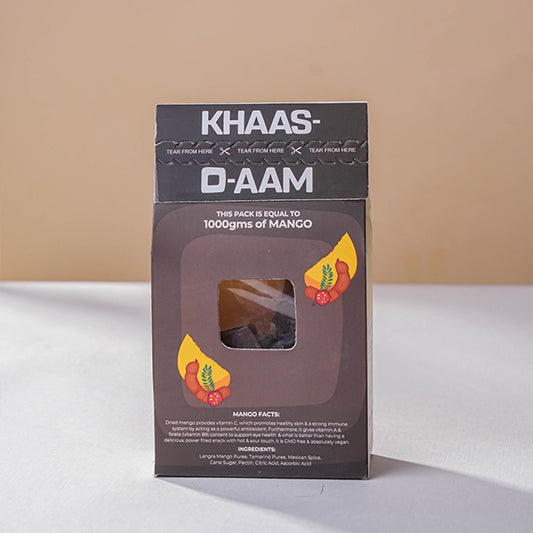 KHAAS-
TEAR FROM HERE TEAR FROM HERE TEAR FROM HERE
O-AAM
THIS PACK IS EQUAL TO
1000gms of MANGO
MANGO FACTS:
Dried mango provides vitamin C, which promotes healthy skin & a strong immune
system by acting as a powerful antioxidant. Furthermore, it gives vitamin A &
folate (vitamin B9) content to support eye health & what is better than having a
delicious, power filled snack with hot & sour touch. It is GMO free & absolutely vegan.
INGREDIENTS:
Langra Mango Puree, Tamarind Puree, Mexican Spice,
Cane Sugar, Pectin, Citric Acid, Ascorbic Acid